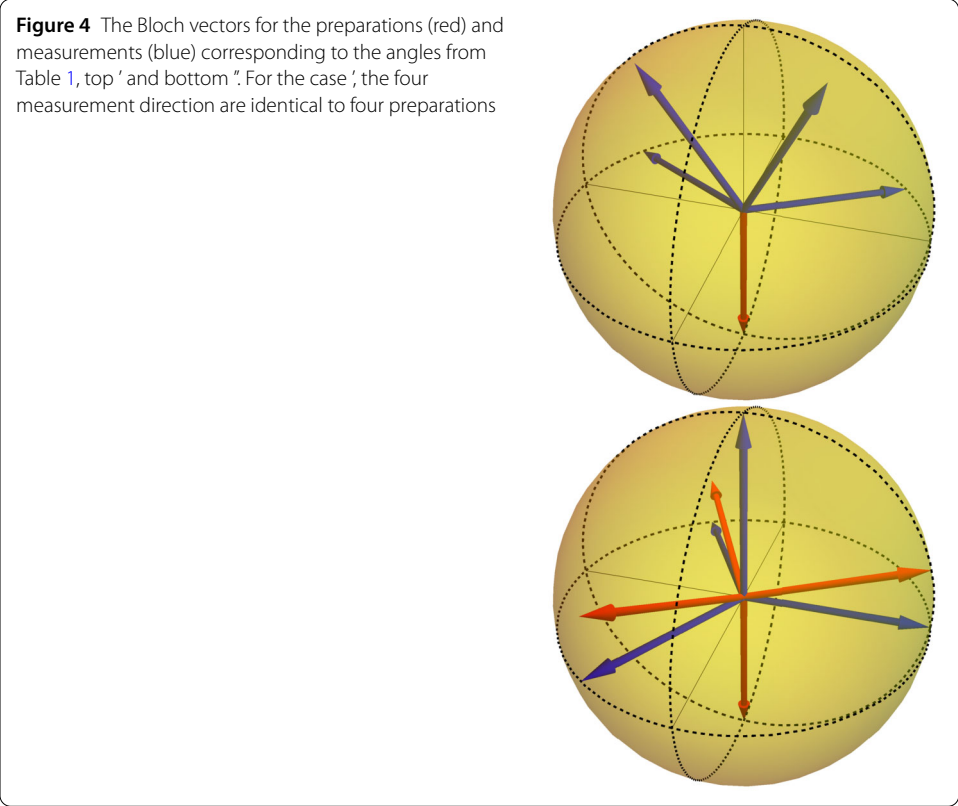 Figure 4 The Bloch vectors for the preparations (red) and
measurements (blue) corresponding to the angles from
Table 1, top ′ and bottom ″. For the case ′, the four
measurement direction are identical to four preparations